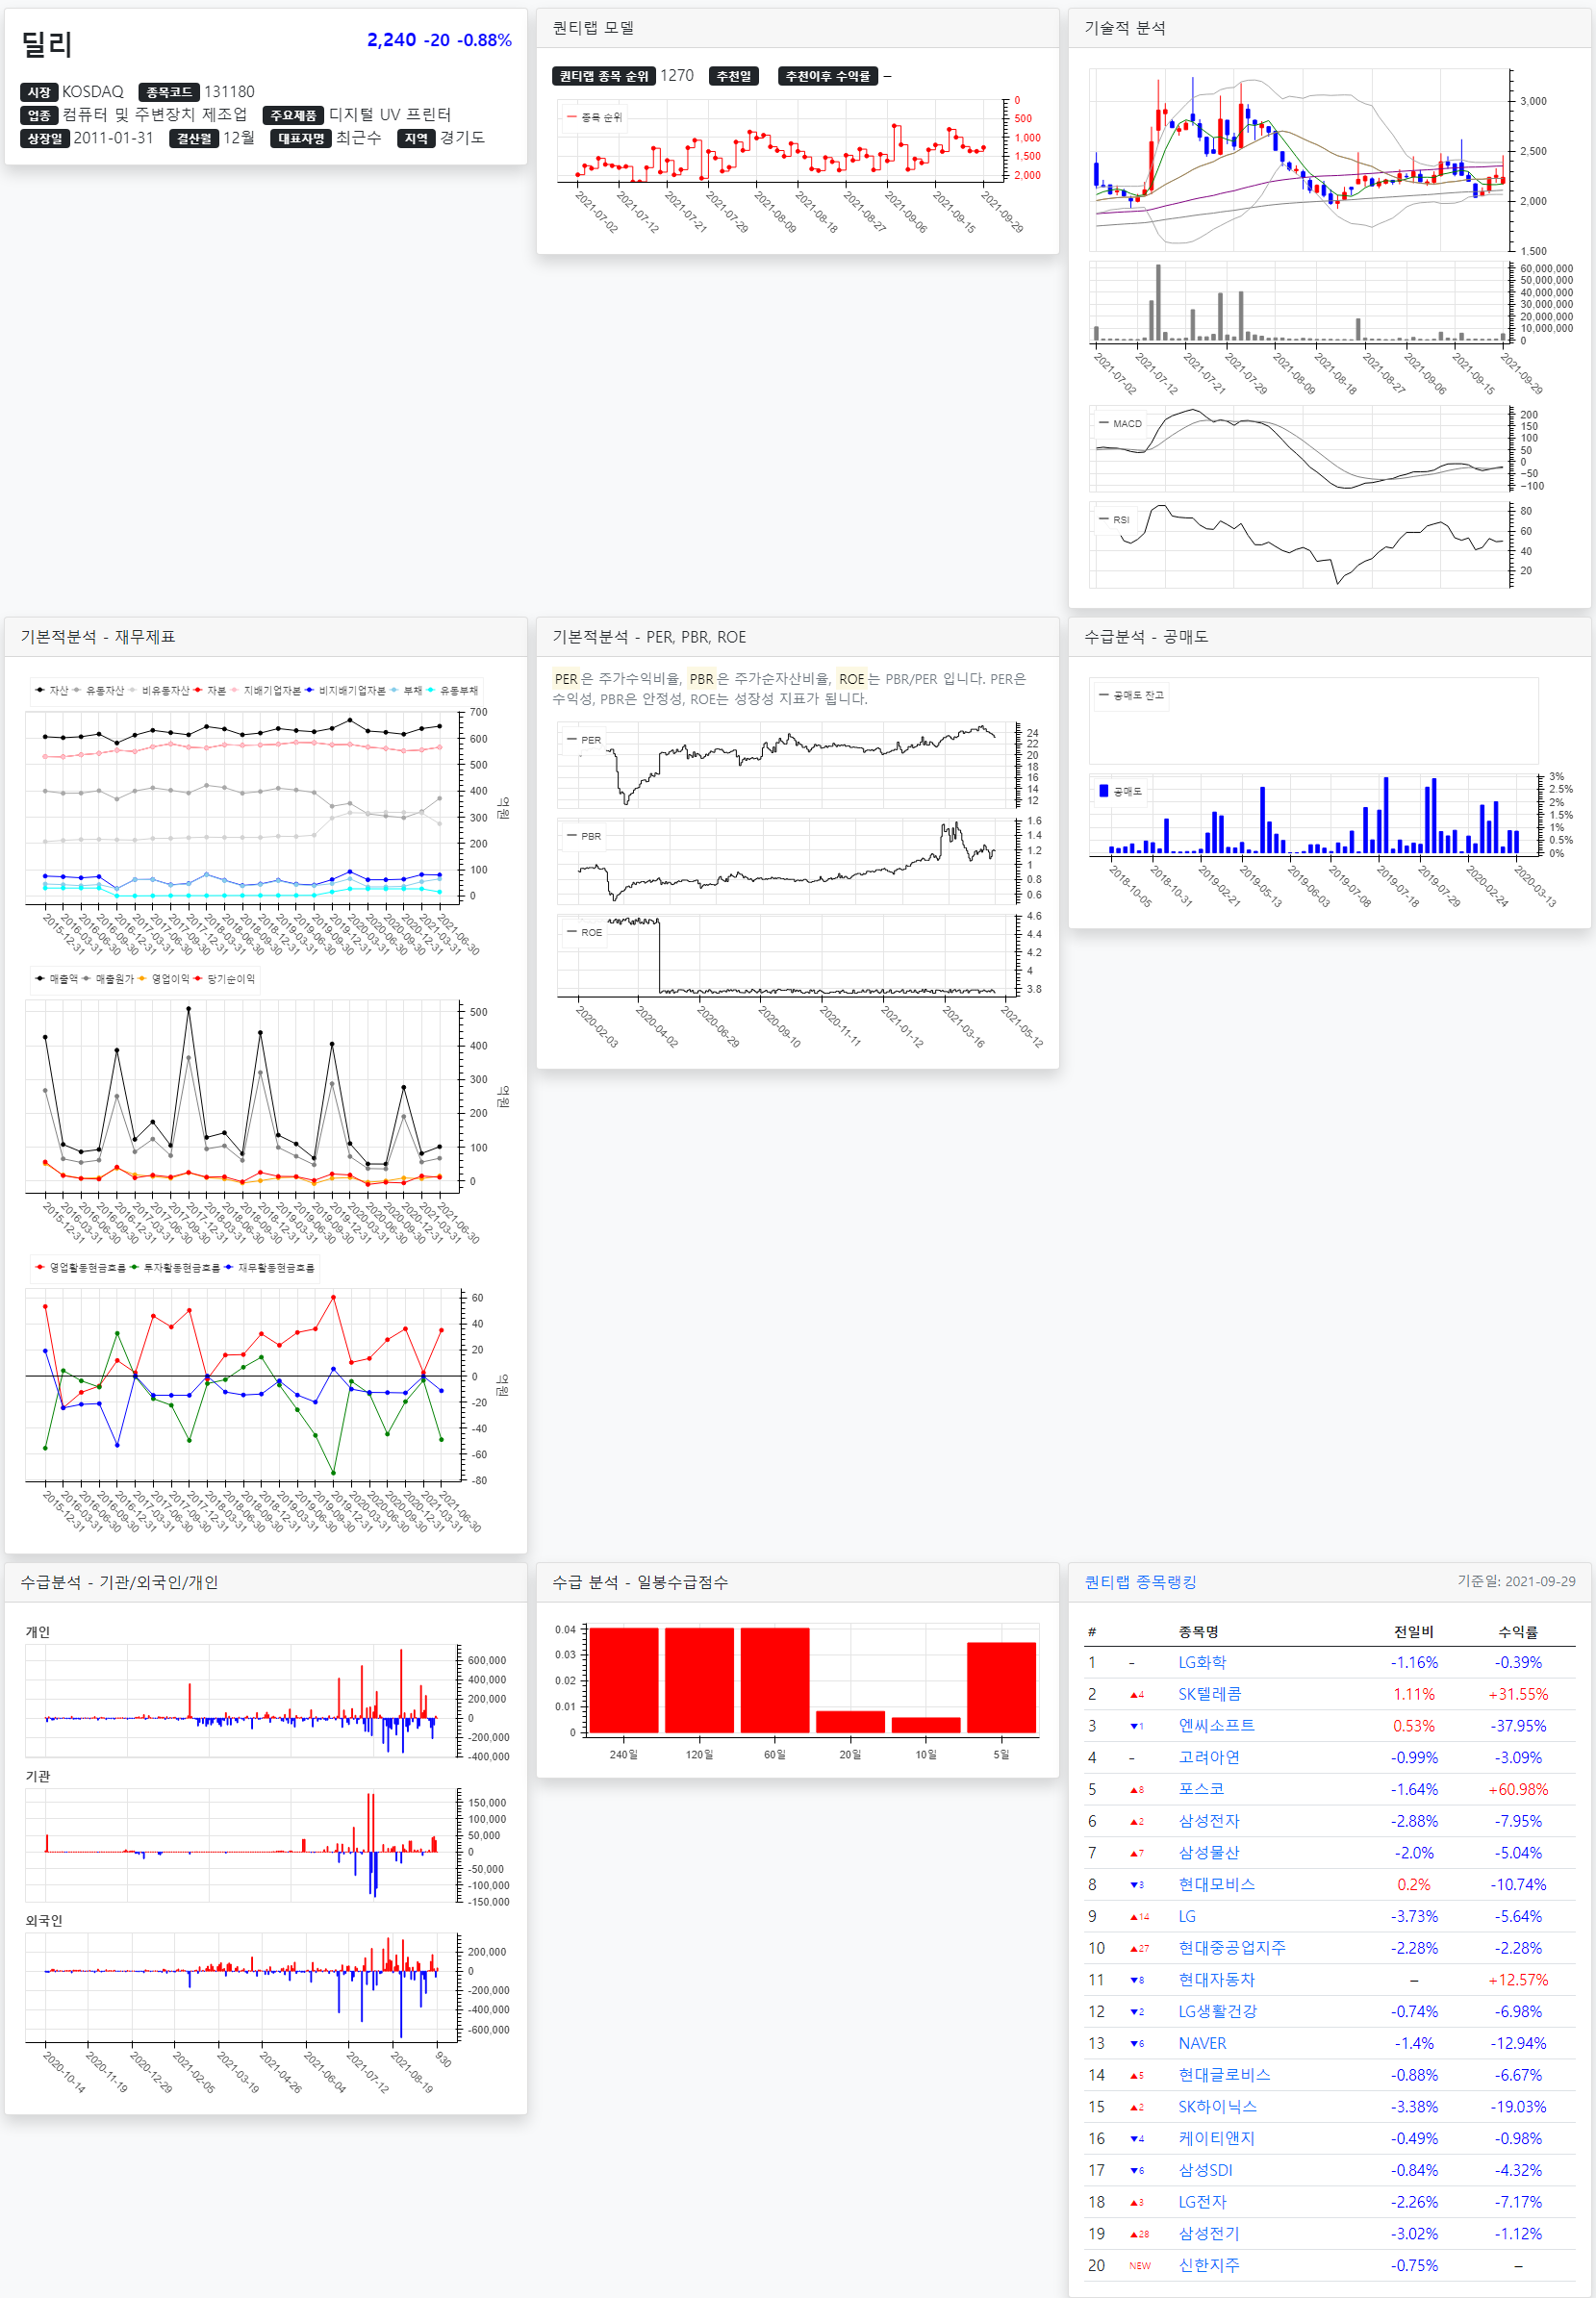 딜리
2,240 -20 -0.88%
시장 KOSDAQ 종목코드 131180
업종 컴퓨터 및 주변장치 제조업 주요제품 디지털 UV 프린터
상장일 2011-01-31 결산월 12월 대표자명 최근수 지역 경기도
퀀티랩 모델
퀀티랩 종목 순위 1270 추천일 추천이후 수익률 –
종목 순위
0
500
1,000
1,500
2,000
2021-07-02 2021-07-12 2021-07-21 2021-07-29 2021-08-09 2021-08-18 2021-08-27 2021-09-06 2021-09-15 2021-09-29
기술적 분석
3,000
2,500
2,000
1,500
60,000,000
50,000,000
40,000,000
30,000,000
20,000,000
10,000,000
0
2021-07-02 2021-07-12 2021-07-21 2021-07-29 2021-08-09 2021-08-18 2021-08-27 2021-09-06 2021-09-15 2021-09-29
MACD
200
150
100
50
0
−50
−100
RSI
80
60
40
20
기본적분석 - 재무제표
자산 유동자산 비유동자산 자본 지배기업자본 비지배기업자본 부채 유동부채
700
600
500
400
300
200
100
0
억원
2015-12-31 2016-03-31 2016-06-30 2016-09-30 2016-12-31 2017-03-31 2017-06-30 2017-09-30 2017-12-31 2018-03-31 2018-06-30 2018-09-30 2018-12-31 2019-03-31 2019-06-30 2019-09-30 2019-12-31 2020-03-31 2020-06-30 2020-09-30 2020-12-31 2021-03-31 2021-06-30
매출액 매출원가 영업이익 당기순이익
500
400
300
200
100
0
억원
2015-12-31 2016-03-31 2016-06-30 2016-09-30 2016-12-31 2017-03-31 2017-06-30 2017-09-30 2017-12-31 2018-03-31 2018-06-30 2018-09-30 2018-12-31 2019-03-31 2019-06-30 2019-09-30 2019-12-31 2020-03-31 2020-06-30 2020-09-30 2020-12-31 2021-03-31 2021-06-30
영업활동현금흐름 투자활동현금흐름 재무활동현금흐름
60
40
20
0
-20
-40
-60
-80
억원
2015-12-31 2016-03-31 2016-06-30 2016-09-30 2016-12-31 2017-03-31 2017-06-30 2017-09-30 2017-12-31 2018-03-31 2018-06-30 2018-09-30 2018-12-31 2019-03-31 2019-06-30 2019-09-30 2019-12-31 2020-03-31 2020-06-30 2020-09-30 2020-12-31 2021-03-31 2021-06-30
기본적분석 - PER, PBR, ROE
PER은 주가수익비율, PBR은 주가순자산비율, ROE는 PBR/PER 입니다. PER은
수익성, PBR은 안정성, ROE는 성장성 지표가 됩니다.
PER
24
22
20
18
16
14
12
PBR
1.6
1.4
1.2
1
0.8
0.6
ROE
4.6
4.4
4.2
4
3.8
2020-02-03 2020-04-02 2020-06-29 2020-09-10 2020-11-11 2021-01-12 2021-03-16 2021-05-12
수급분석 - 공매도
공매도 잔고
공매도
3%
2.5%
2%
1.5%
1%
0.5%
0%
2018-10-05 2018-10-31 2019-02-21 2019-05-13 2019-06-03 2019-07-08 2019-07-18 2019-07-29 2020-02-24 2020-03-13
수급분석 - 기관/외국인/개인
개인
600,000
400,000
200,000
0
-200,000
-400,000
기관
150,000
100,000
50,000
0
-50,000
-100,000
-150,000
외국인
200,000
0
-200,000
-400,000
-600,000
2020-10-14 2020-11-19 2020-12-29 2021-02-05 2021-03-19 2021-04-26 2021-06-04 2021-07-12 2021-08-19 930
수급 분석 - 일봉수급점수
0.04
0.03
0.02
0.01
0
240일 120일 60일 20일 10일 5일
퀀티랩 종목랭킹 기준일: 2021-09-29
# 종목명 전일비 수익률
1 - LG화학 -1.16% -0.39%
2 ▲4 SK텔레콤 1.11% +31.55%
3 ▼1 엔씨소프트 0.53% -37.95%
4 - 고려아연 -0.99% -3.09%
5 ▲8 포스코 -1.64% +60.98%
6 ▲2 삼성전자 -2.88% -7.95%
7 ▲7 삼성물산 -2.0% -5.04%
8 ▼3 현대모비스 0.2% -10.74%
9 ▲14 LG -3.73% -5.64%
10 ▲27 현대중공업지주 -2.28% -2.28%
11 ▼8 현대자동차 – +12.57%
12 ▼2 LG생활건강 -0.74% -6.98%
13 ▼6 NAVER -1.4% -12.94%
14 ▲5 현대글로비스 -0.88% -6.67%
15 ▲2 SK하이닉스 -3.38% -19.03%
16 ▼4 케이티앤지 -0.49% -0.98%
17 ▼6 삼성SDI -0.84% -4.32%
18 ▲3 LG전자 -2.26% -7.17%
19 ▲28 삼성전기 -3.02% -1.12%
20 NEW 신한지주 -0.75% –